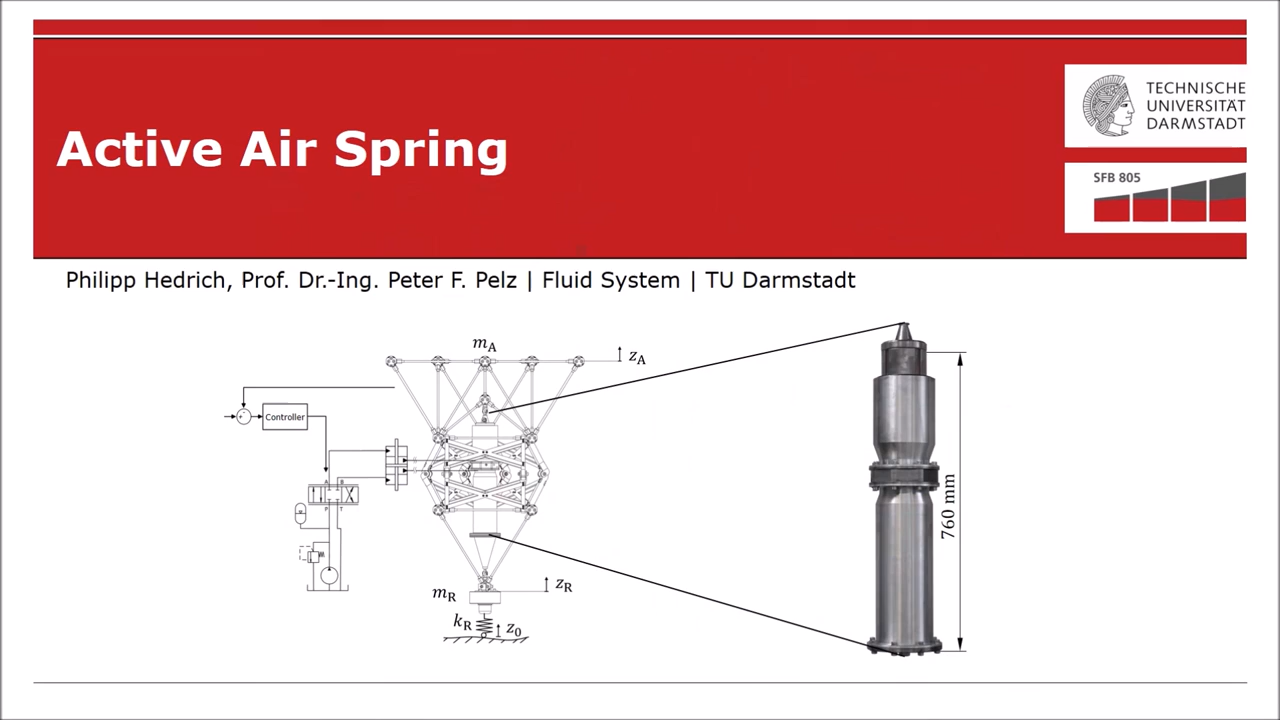 Active Air Spring
TECHNISCHE
UNIVERSITÄT
DARMSTADT
SFB 805
Philipp Hedrich, Prof. Dr.-Ing. Peter F. Pelz | Fluid System | TU Darmstadt
m_A
z_A
Controller
A B
P T
760 mm
z_R
m_R
k_R
z_0